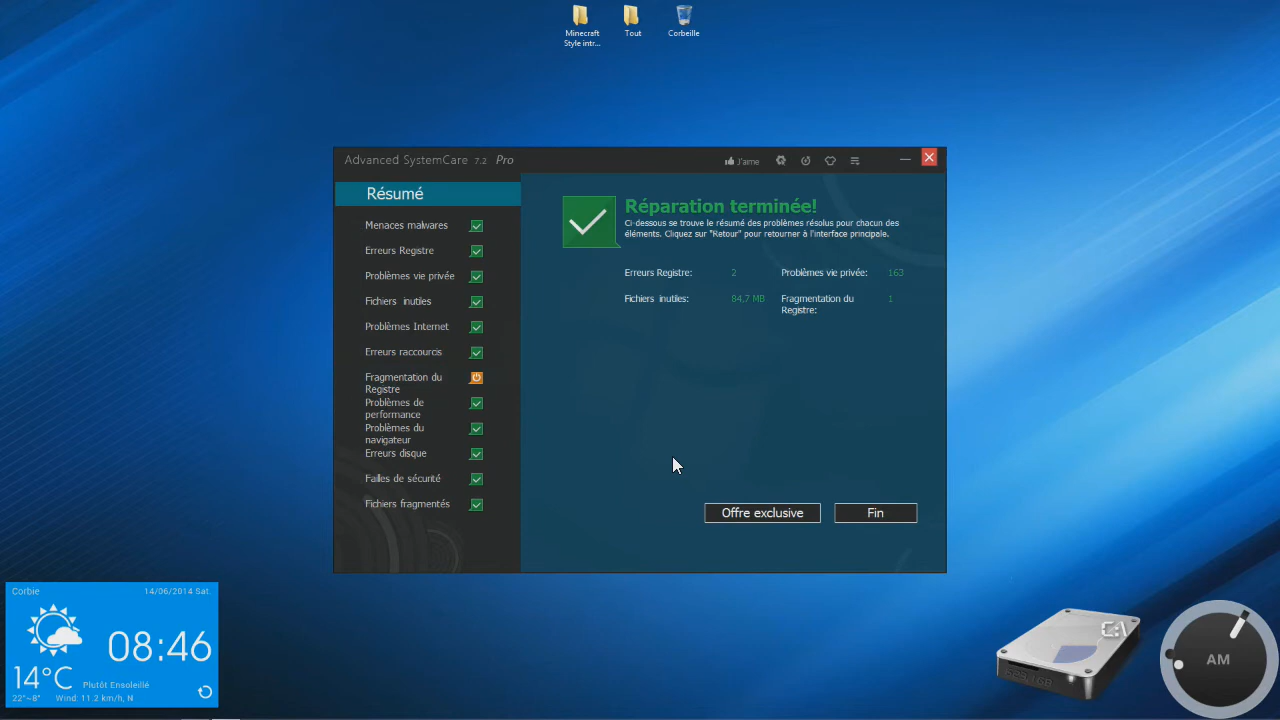 Minecraft
Style intr...
Tout
Corbeille
Advanced SystemCare 7.2 Pro
J'aime
Résumé
Menaces malwares
Erreurs Registre
Problèmes vie privée
Fichiers inutiles
Problèmes Internet
Erreurs raccourcis
Fragmentation du
Registre
Problèmes de
performance
Problèmes du
navigateur
Erreurs disque
Failles de sécurité
Fichiers fragmentés
Réparation terminée!
Ci-dessous se trouve le résumé des problèmes résolus pour chacun des
éléments. Cliquez sur "Retour" pour retourner à l'interface principale.
Erreurs Registre: 2 Problèmes vie privée: 163
Fichiers inutiles: 84.7 MB Fragmentation du 1
Registre:
Offre exclusive
Fin
Corbie 14/06/2014 Sat.
08:46
14°C
Plutôt Ensoleillé
22°~8° Wind: 11.2 km/h, N
C:\
AM